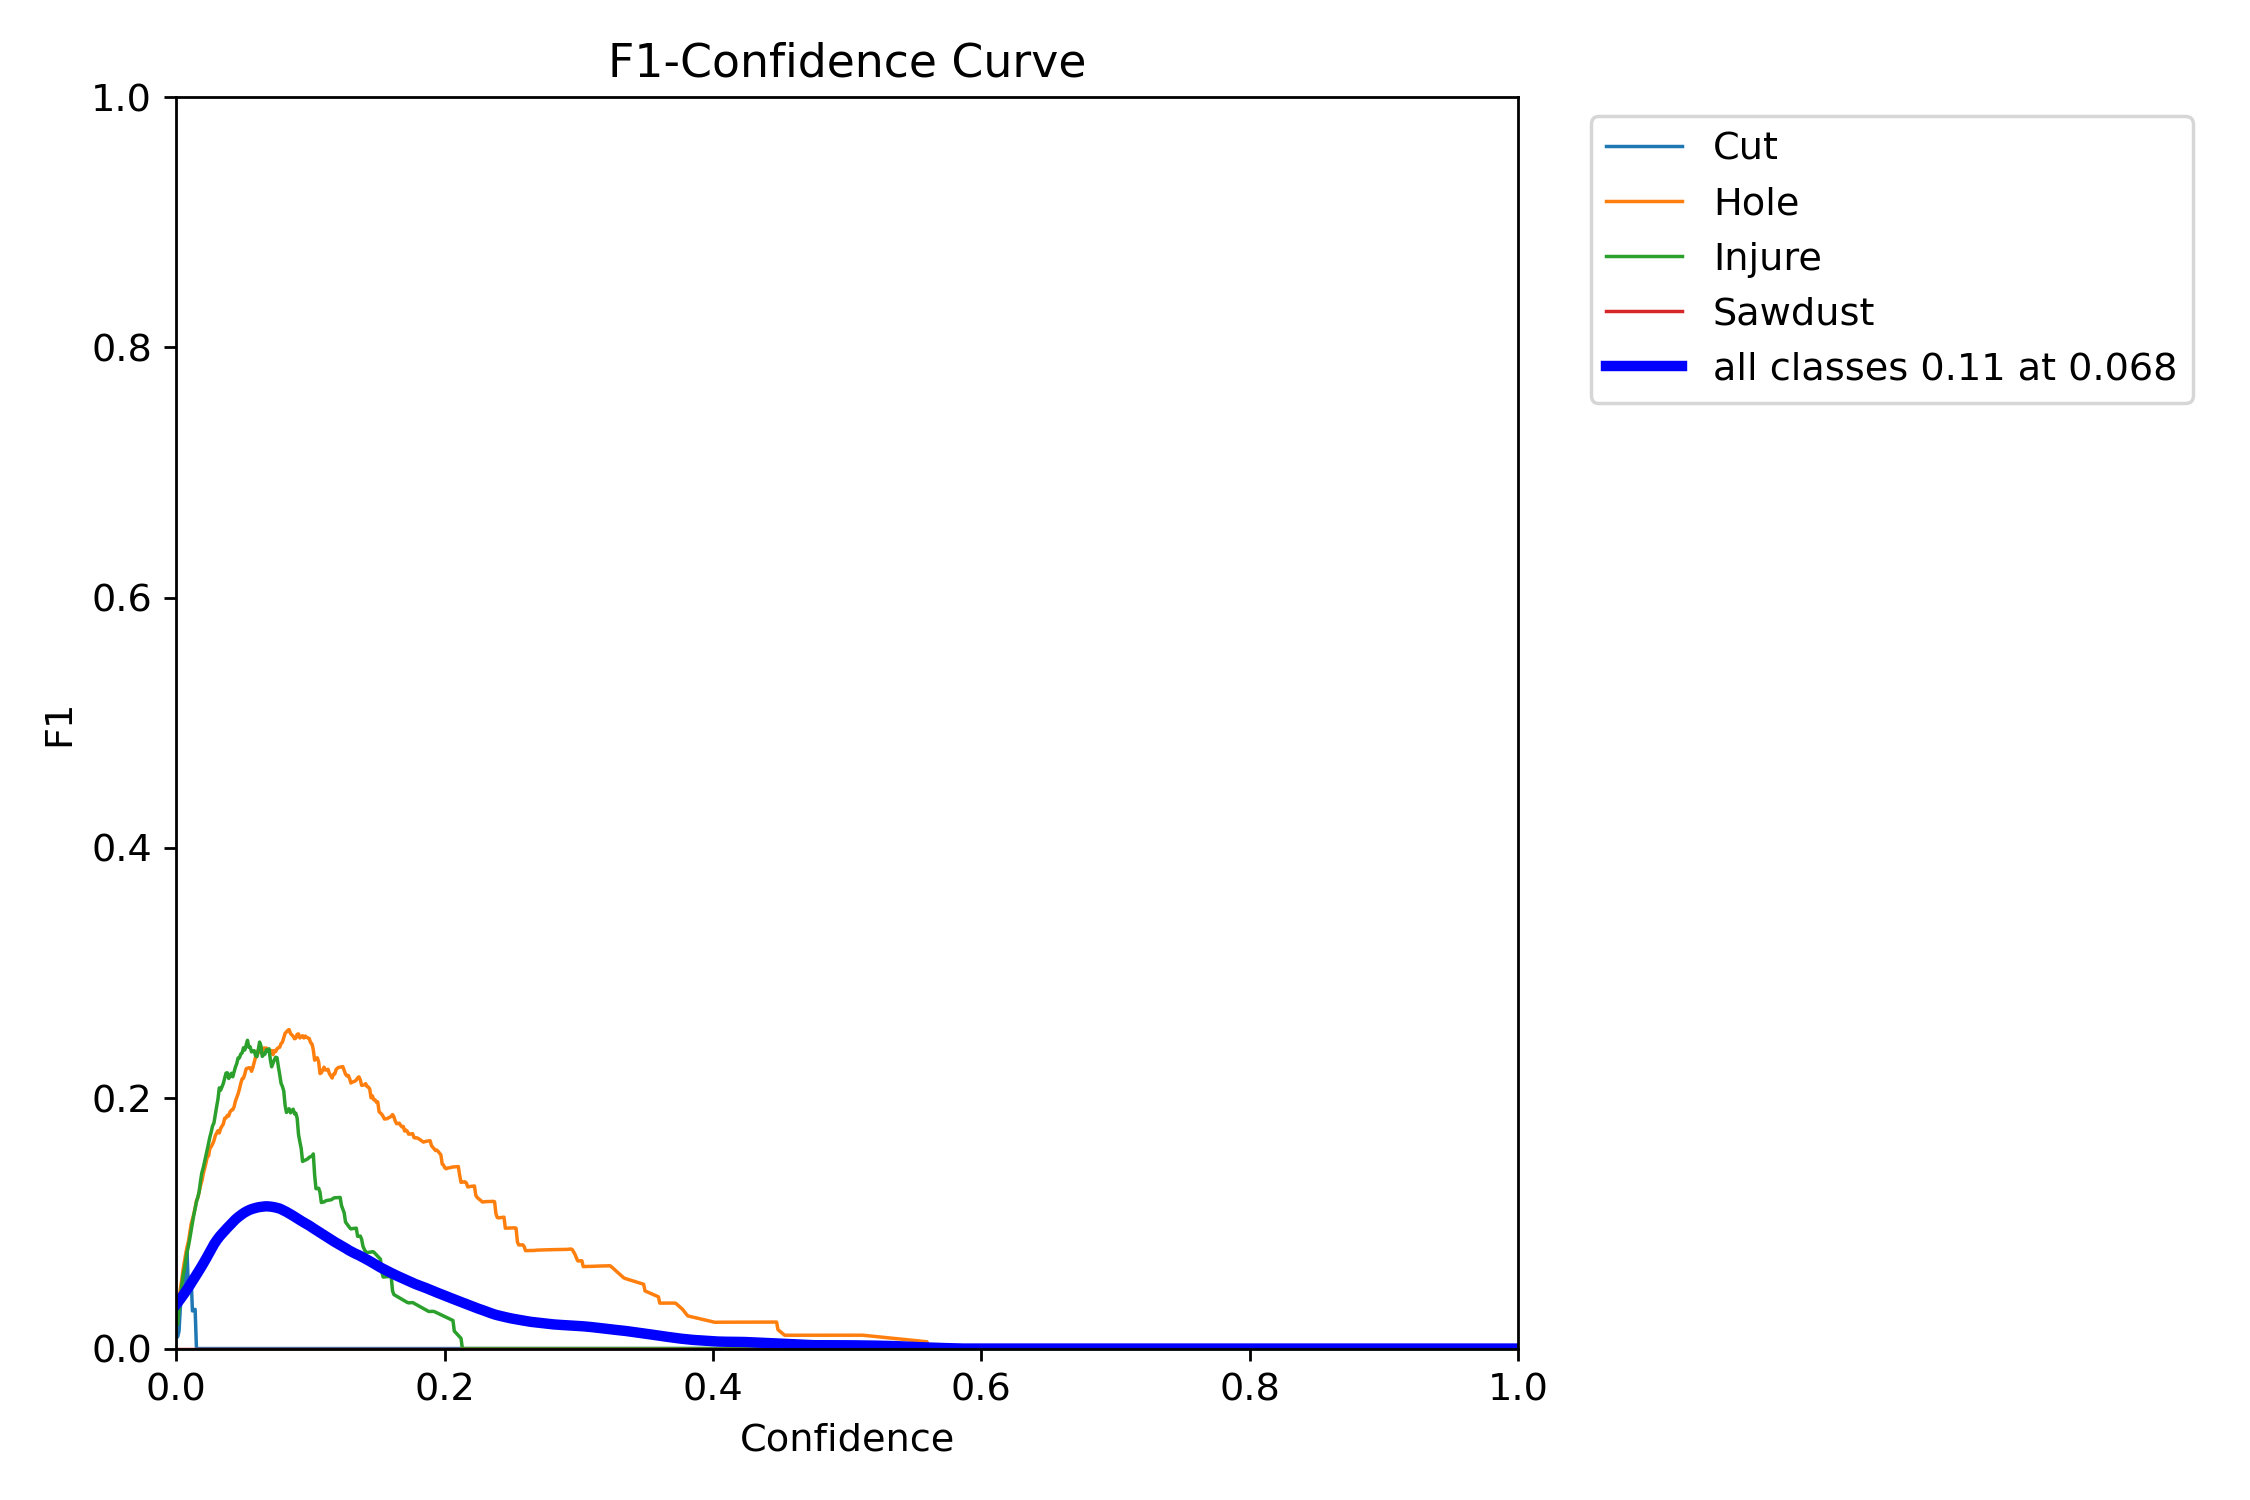 F1-Confidence Curve
1.0
0.8
0.6
0.4
0.2
0.0
F1
0.0 0.2 0.4 0.6 0.8 1.0
Confidence
Cut
Hole
Injure
Sawdust
all classes 0.11 at 0.068